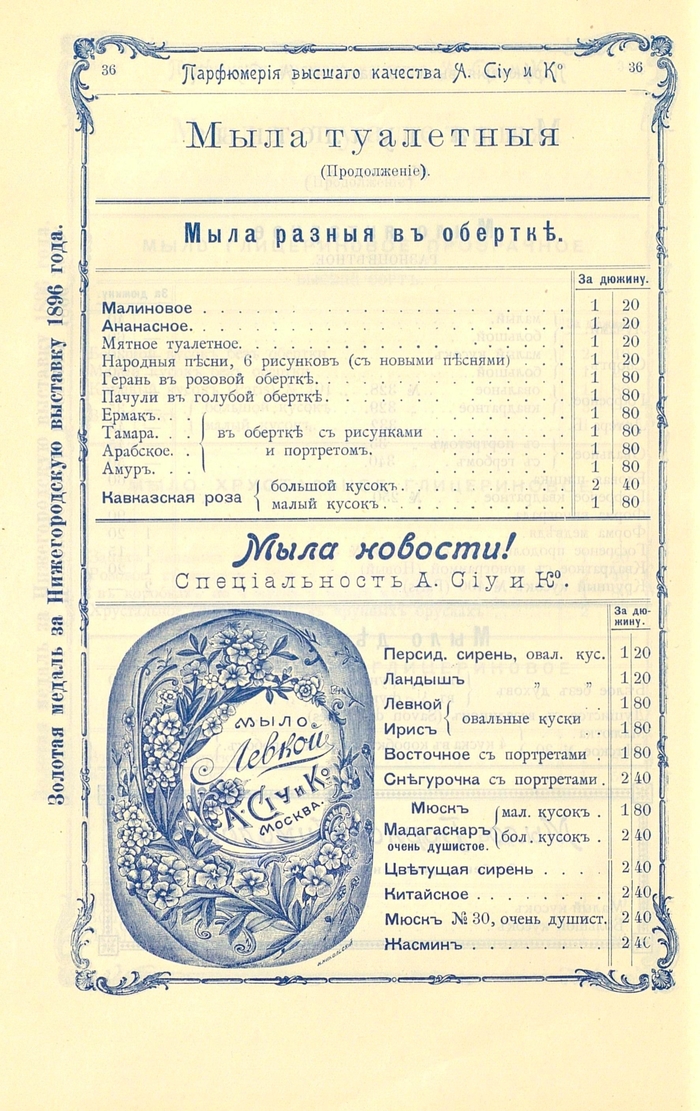 36 Парфюмерія высшаго качества А. Сіу и Кº 36
Мыла туалетныя
(Продолженіе).
Мыла разныя въ оберткѣ.
За дюжину.
Малиновое . . . 1 20
Ананасное. . . . 1 20
Мятное туалетное. . . . 1 20
Народныя пѣсни, 6 рисунковъ (съ новыми пѣснями) . . 1 20
Герань въ розовой оберткѣ. . . . 1 80
Пачули въ голубой оберткѣ. . . . 1 80
Ермакъ. . . 1 80
Тамара. . . въ оберткѣ съ рисунками 1 80
Арабское. . и портретомъ. . . . 1 80
Амуръ. . . 1 80
Кавказская роза { большой кусокъ. . . . 2 40
малый кусокъ. . . . 1 80
Мыла новости!
Спеціальность А. Сіу и Кº.
За дю-
жину.
Персид. сирень, овал. кус. 1 20
Ландышъ „ „ 1 20
Левкой { овальные куски 1 80
Ирисъ 1 80
Восточное съ портретами . 1 80
Снѣгурочка съ портретами . 2 40
Мюскъ { мал. кусокъ . 1 80
Мадагаскаръ бол. кусокъ . 2 40
очень душистое.
Цвѣтущая сирень . . . . 2 40
Китайское . . . . 2 40
Мюскъ № 30, очень душист. 2 40
Жасминъ . . . . 2 40
МЫЛО
Левкой
А. Сіу и Кº
МОСКВА.
Золотая медаль за Нижегородскую выставку 1896 года.